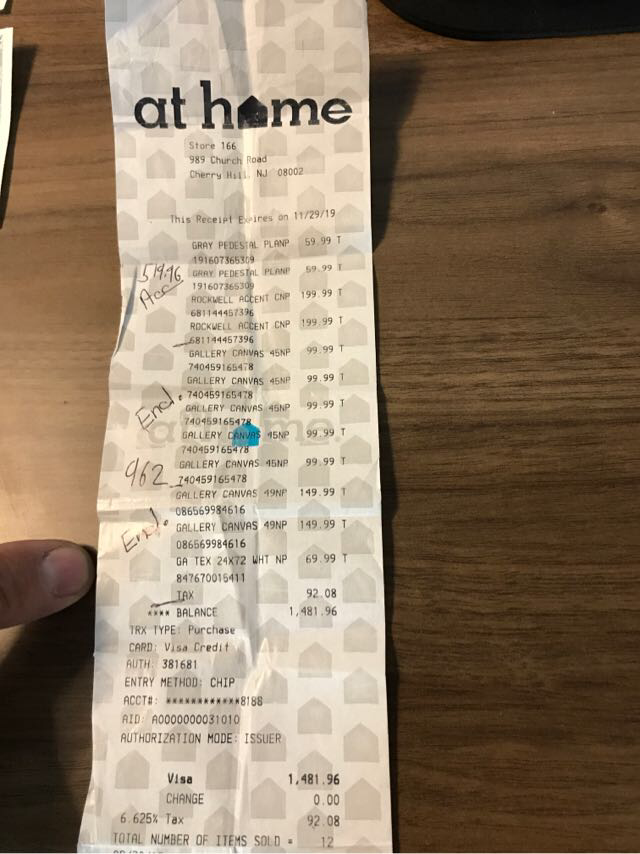 at home
Store 166
989 Church Road
Cherry Hill, NJ 08002
This Receipt Expires on 11/29/19
GRAY PEDESTAL PLANP 59.99 T
191607365309
519.96
GRAY PEDESTAL PLANP 59.99 T
Acc
191607365309
ROCKWELL ACCENT CNP 199.99 T
681144457396
ROCKWELL ACCENT CNP 199.99 T
681144457396
GALLERY CANVAS 45NP 99.99 T
740459165478
GALLERY CANVAS 45NP 99.99 T
740459165478
End.
GALLERY CANVAS 45NP 99.99 T
740459165478
GALLERY CANVAS 45NP 99.99 T
740459165478
962
GALLERY CANVAS 45NP 99.99 T
740459165478
GALLERY CANVAS 49NP 149.99 T
086569984616
End.
GALLERY CANVAS 49NP 149.99 T
086569984616
GA TEX 24X72 WHT NP 69.99 T
847670015411
TAX 92.08
**** BALANCE 1,481.96
TRX TYPE: Purchase
CARD: Visa Credit
AUTH: 381681
ENTRY METHOD: CHIP
ACCT#: ************8188
AID: A0000000031010
AUTHORIZATION MODE: ISSUER
Visa 1,481.96
CHANGE 0.00
6.625% Tax 92.08
TOTAL NUMBER OF ITEMS SOLD = 12